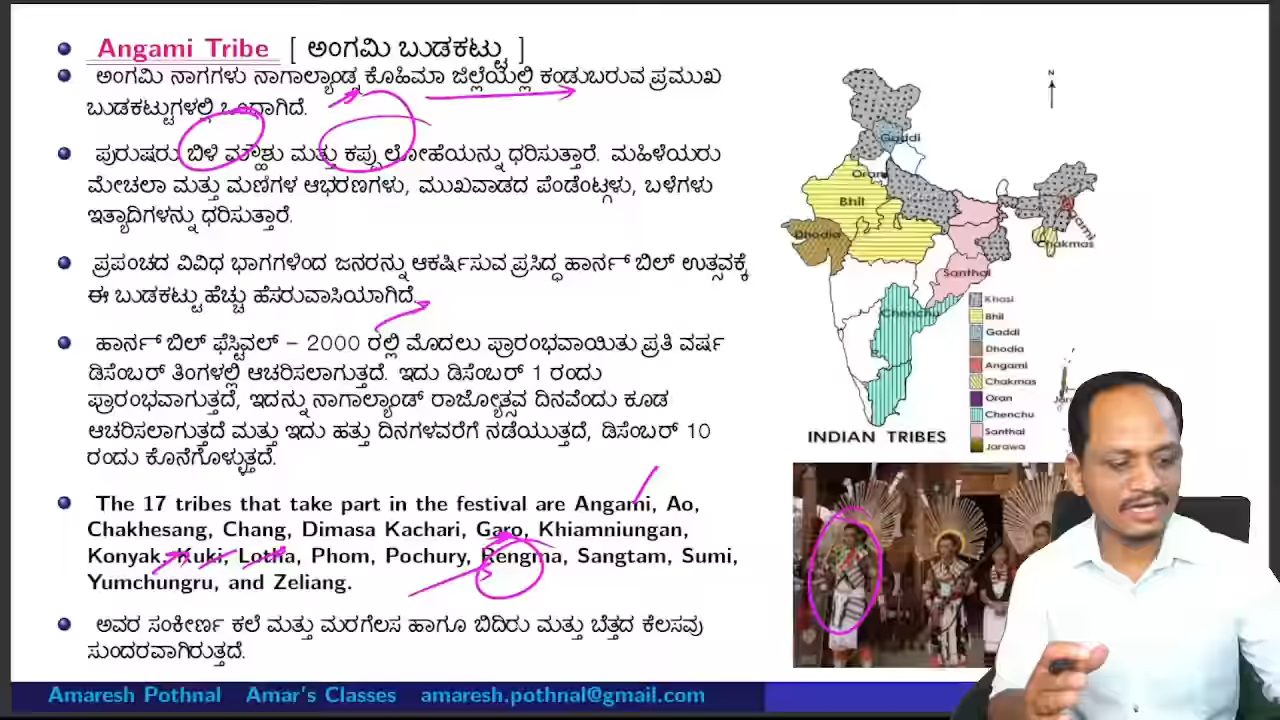 Angami Tribe [ ಅಂಗಮಿ ಬುಡಕಟ್ಟು ]
ಅಂಗಮಿ ನಾಗಗಳು ನಾಗಾಲ್ಯಾಂಡ್ನ ಕೊಹಿಮಾ ಜಿಲ್ಲೆಯಲ್ಲಿ ಕಂಡುಬರುವ ಪ್ರಮುಖ
ಬುಡಕಟ್ಟುಗಳಲ್ಲಿ ಒಂದಾಗಿದೆ.
ಪುರುಷರು ಬಿಳಿ ಮೌಶು ಮತ್ತು ಕಪ್ಪು ಲೋಹೆಯನ್ನು ಧರಿಸುತ್ತಾರೆ. ಮಹಿಳೆಯರು
ಮೇಚಲಾ ಮತ್ತು ಮಣಿಗಳ ಆಭರಣಗಳು, ಮುಖವಾಡದ ಪೆಂಡೆಂಟ್ಗಳು, ಬಳೆಗಳು
ಇತ್ಯಾದಿಗಳನ್ನು ಧರಿಸುತ್ತಾರೆ.
ಪ್ರಪಂಚದ ವಿವಿಧ ಭಾಗಗಳಿಂದ ಜನರನ್ನು ಆಕರ್ಷಿಸುವ ಪ್ರಸಿದ್ಧ ಹಾರ್ನ್ ಬಿಲ್ ಉತ್ಸವಕ್ಕೆ
ಈ ಬುಡಕಟ್ಟು ಹೆಚ್ಚು ಹೆಸರುವಾಸಿಯಾಗಿದೆ.
ಹಾರ್ನ್ ಬಿಲ್ ಫೆಸ್ಟಿವಲ್ – 2000 ರಲ್ಲಿ ಮೊದಲು ಪ್ರಾರಂಭವಾಯಿತು ಪ್ರತಿ ವರ್ಷ
ಡಿಸೆಂಬರ್ ತಿಂಗಳಲ್ಲಿ ಆಚರಿಸಲಾಗುತ್ತದೆ. ಇದು ಡಿಸೆಂಬರ್ 1 ರಂದು
ಪ್ರಾರಂಭವಾಗುತ್ತದೆ, ಇದನ್ನು ನಾಗಾಲ್ಯಾಂಡ್ ರಾಜ್ಯೋತ್ಸವ ದಿನವೆಂದು ಕೂಡ
ಆಚರಿಸಲಾಗುತ್ತದೆ ಮತ್ತು ಇದು ಹತ್ತು ದಿನಗಳವರೆಗೆ ನಡೆಯುತ್ತದೆ, ಡಿಸೆಂಬರ್ 10
ರಂದು ಕೊನೆಗೊಳ್ಳುತ್ತದೆ.
The 17 tribes that take part in the festival are Angami, Ao,
Chakhesang, Chang, Dimasa Kachari, Garo, Khiamniungan,
Konyak, Kuki, Lotha, Phom, Pochury, Rengma, Sangtam, Sumi,
Yumchungru, and Zeliang.
ಅವರ ಸಂಕೀರ್ಣ ಕಲೆ ಮತ್ತು ಮರಗೆಲಸ ಹಾಗೂ ಬಿದಿರು ಮತ್ತು ಬೆತ್ತದ ಕೆಲಸವು
ಸುಂದರವಾಗಿರುತ್ತದೆ.
N
Gaddi
Oran
Bhil
Dhodia
Chakmas
Santhal
Chenchu
Khasi
Bhil
Gaddi
Dhodia
Angami
Chakmas
Oran
Chenchu
Santhal
Jarawa
INDIAN TRIBES
Amaresh Pothnal Amar's Classes amaresh.pothnal@gmail.com